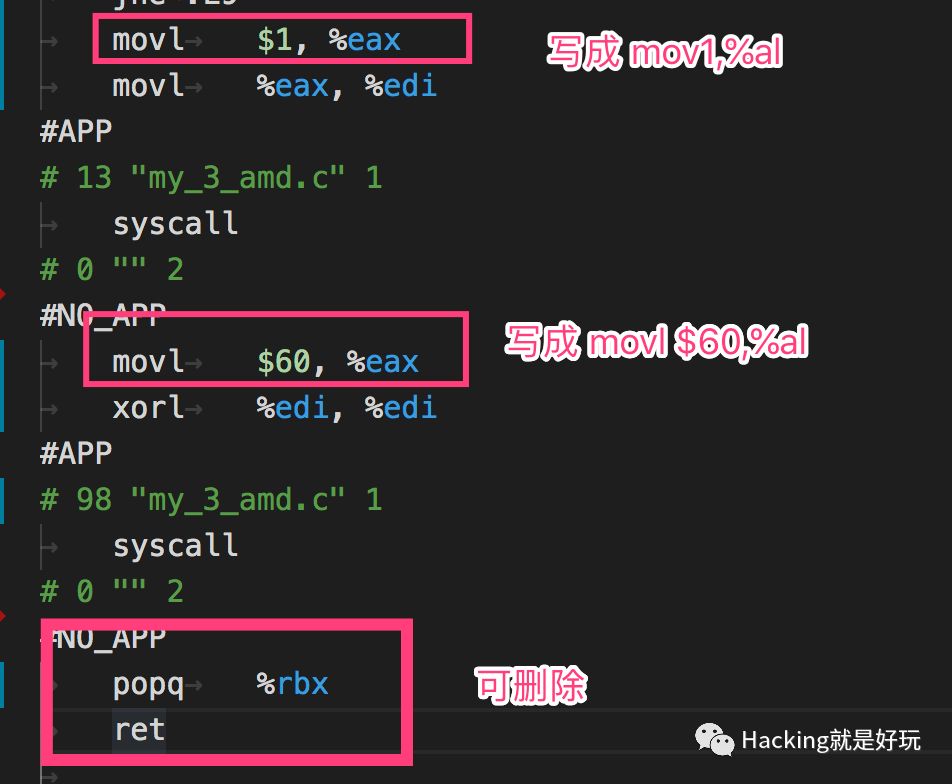 movl $1, %eax 写成 mov1,%al
movl %eax, %edi
#APP
# 13 "my_3_amd.c" 1
syscall
# 0 "" 2
#NO_APP
movl $60, %eax 写成 movl $60,%al
xorl %edi, %edi
#APP
# 98 "my_3_amd.c" 1
syscall
# 0 "" 2
#NO_APP
popq %rbx 可删除
ret
Hacking就是好玩